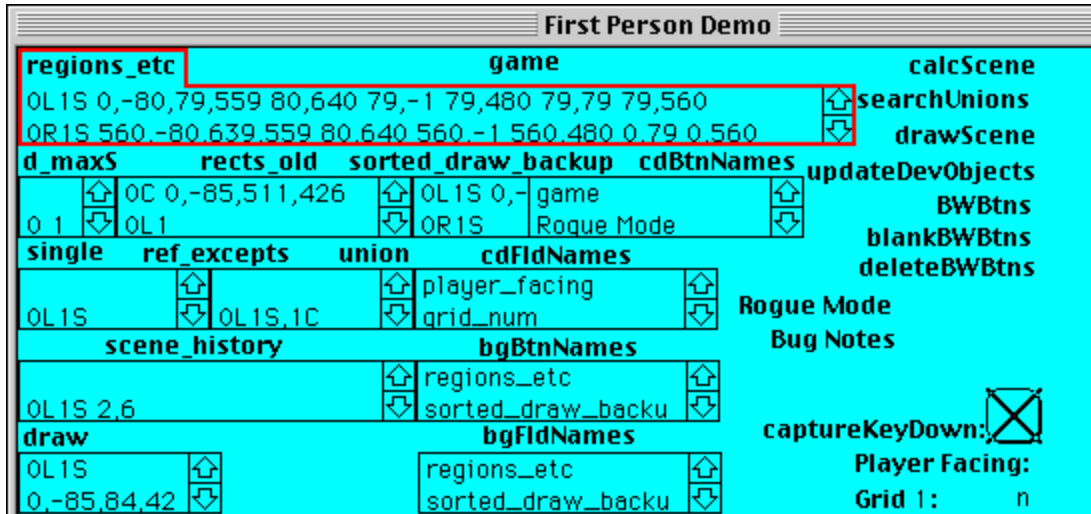 First Person Demo
regions_etc game calcScene
0L1S 0,-80,79,559 80,640 79,-1 79,480 79,79 79,560 searchUnions
0R1S 560,-80,639,559 80,640 560,-1 560,480 0,79 0,560 drawScene
d_maxS rects_old sorted_draw_backup cdBtnNames updateDevObjects
0C 0,-85,511,426 0L1S 0,- game BWBtns
0 1 0L1 0R1S Rogue Mode blankBWBtns
single ref_excepts union cdFldNames deleteBWBtns
player_facing
0L1S 0L1S,1C grid_num Rogue Mode
scene_history bgBtnNames Bug Notes
regions_etc
0L1S 2,6 sorted_draw_backu captureKeyDown:
draw bgFldNames
0L1S regions_etc Player Facing:
0,-85,84,42 sorted_draw_backu Grid 1: n